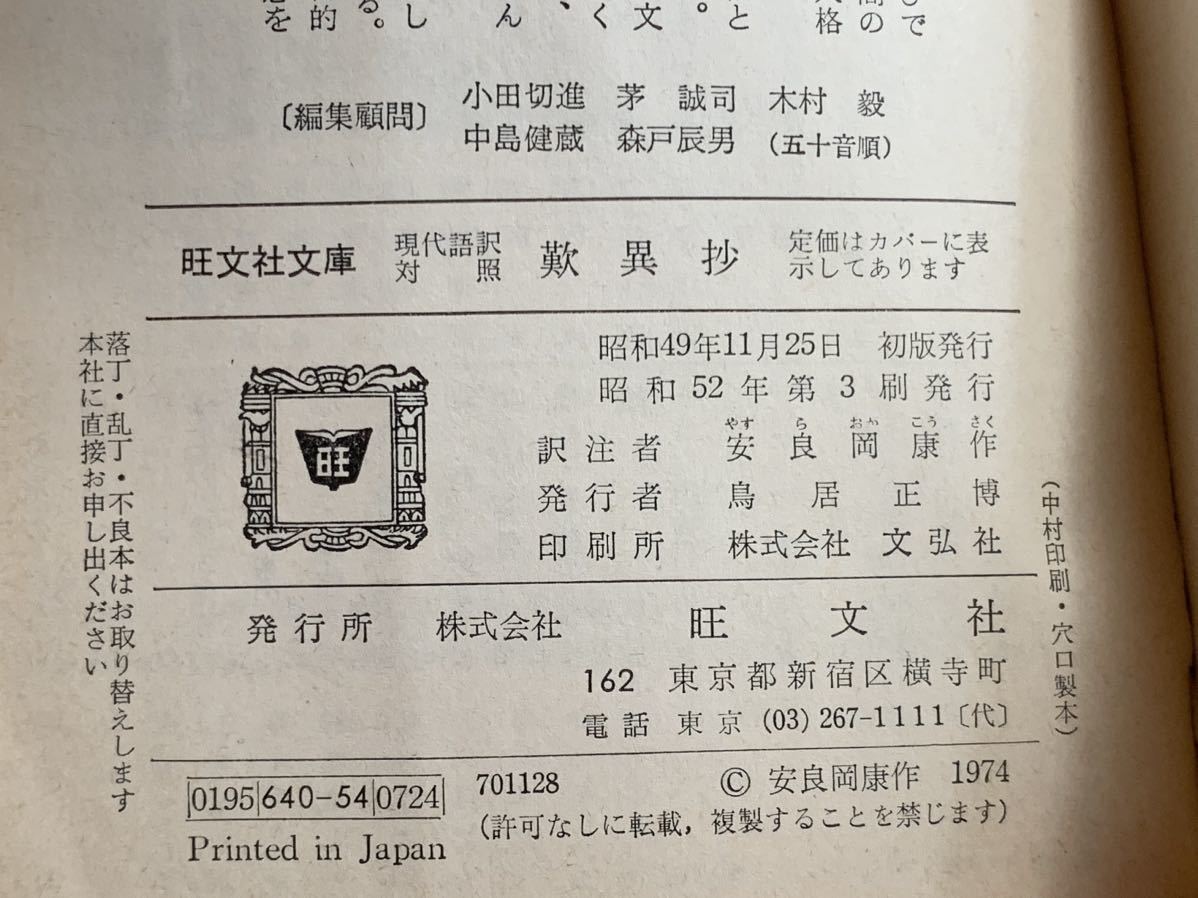 〔編集顧問〕 小田切進 茅 誠司 木村 毅
中島健蔵 森戸辰男 (五十音順)
旺文社文庫 現代語訳対照 歎異抄 定価はカバーに表示してあります
昭和49年11月25日 初版発行
昭和52年第3刷発行
訳注者 安良岡康作
やす ら おか こう さく
発行者 鳥居正博
印刷所 株式会社 文弘社
発行所 株式会社 旺文社
162 東京都新宿区横寺町
電話 東京 (03) 267-1111〔代〕
0195 640-54 0724
701128
© 安良岡康作 1974
(許可なしに転載, 複製することを禁じます)
Printed in Japan
(中村印刷・穴口製本)
落丁・乱丁・不良本はお取り替えします
本社に直接お申し出ください
旺